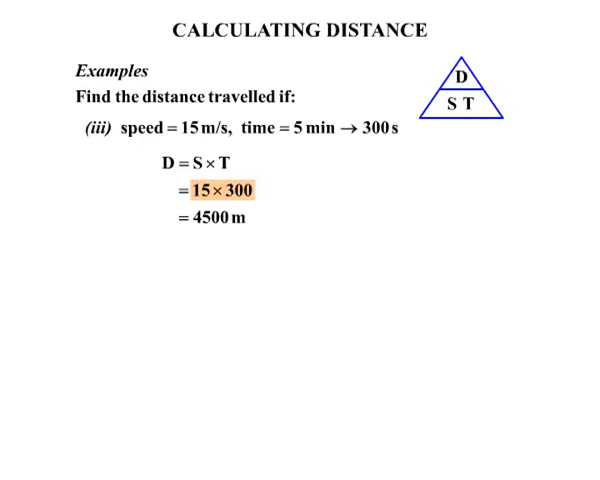 CALCULATING DISTANCE
Examples
Find the distance travelled if:
(iii) speed = 15 m/s, time = 5 min → 300 s
D
S T
D = S × T
= 15 × 300
= 4500 m